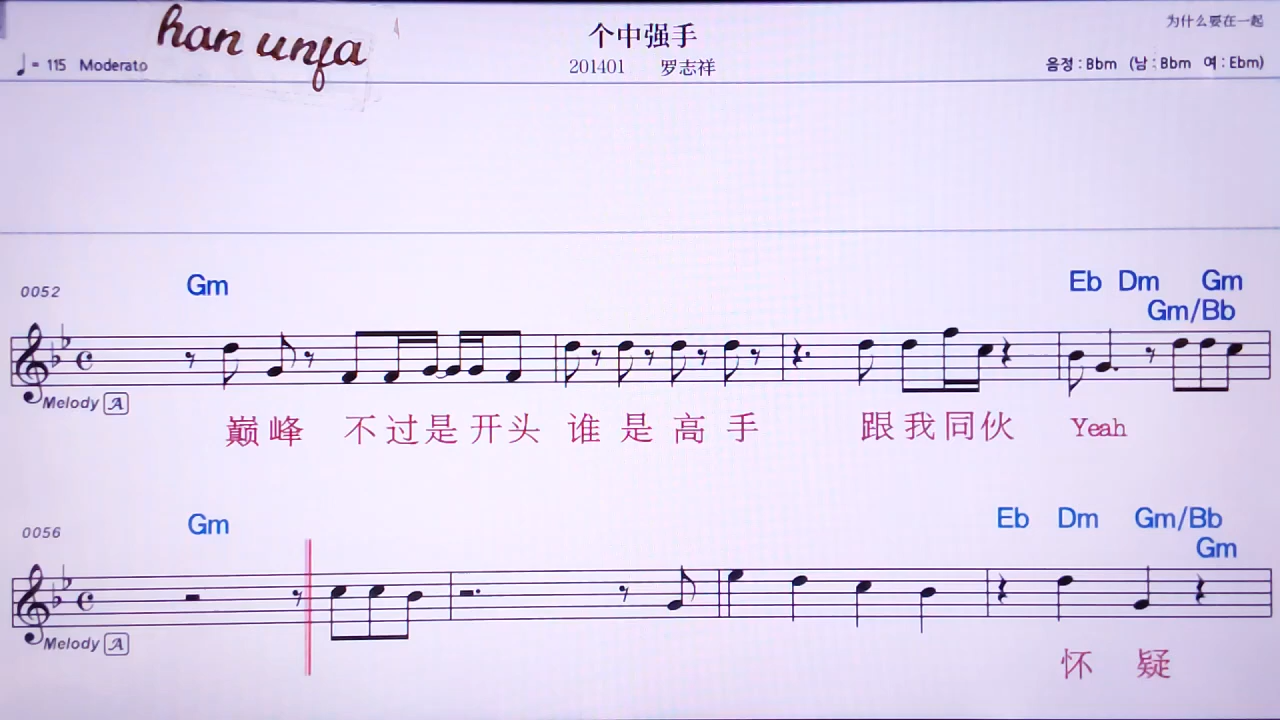 han unfa
个中强手
为什么要在一起
♩= 115 Moderato
201401 罗志祥
음정 : Bbm (남 : Bbm 여 : Ebm)
0052
Gm
Eb Dm Gm
Gm/Bb
Melody A
巅峰 不过是开头 谁是高手 跟我同伙 Yeah
0056
Gm
Eb Dm Gm/Bb
Gm
Melody A
怀疑